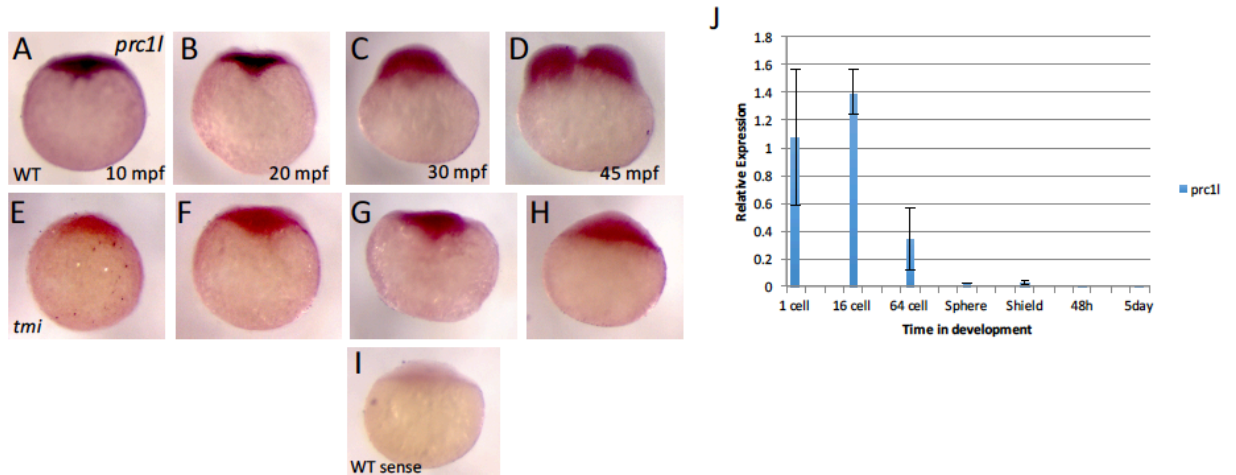 A
prc1l
WT
10 mpf
B
20 mpf
C
30 mpf
D
45 mpf
E
tmi
F
G
H
I
WT sense
J
1.8
1.6
1.4
1.2
1
0.8
0.6
0.4
0.2
0
Relative Expression
1 cell
16 cell
64 cell
Sphere
Shield
48h
5day
Time in development
prc1l